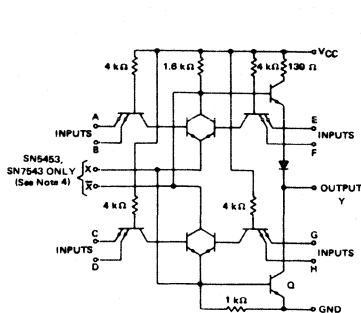 VCC
4 kΩ
1.6 kΩ
4 kΩ
130 Ω
A
INPUTS
B
E
INPUTS
F
SN5453,
SN7543 ONLY
(See Note 4)
X
X̅
OUTPUT
Y
4 kΩ
4 kΩ
C
INPUTS
D
G
INPUTS
H
Q
1 kΩ
GND